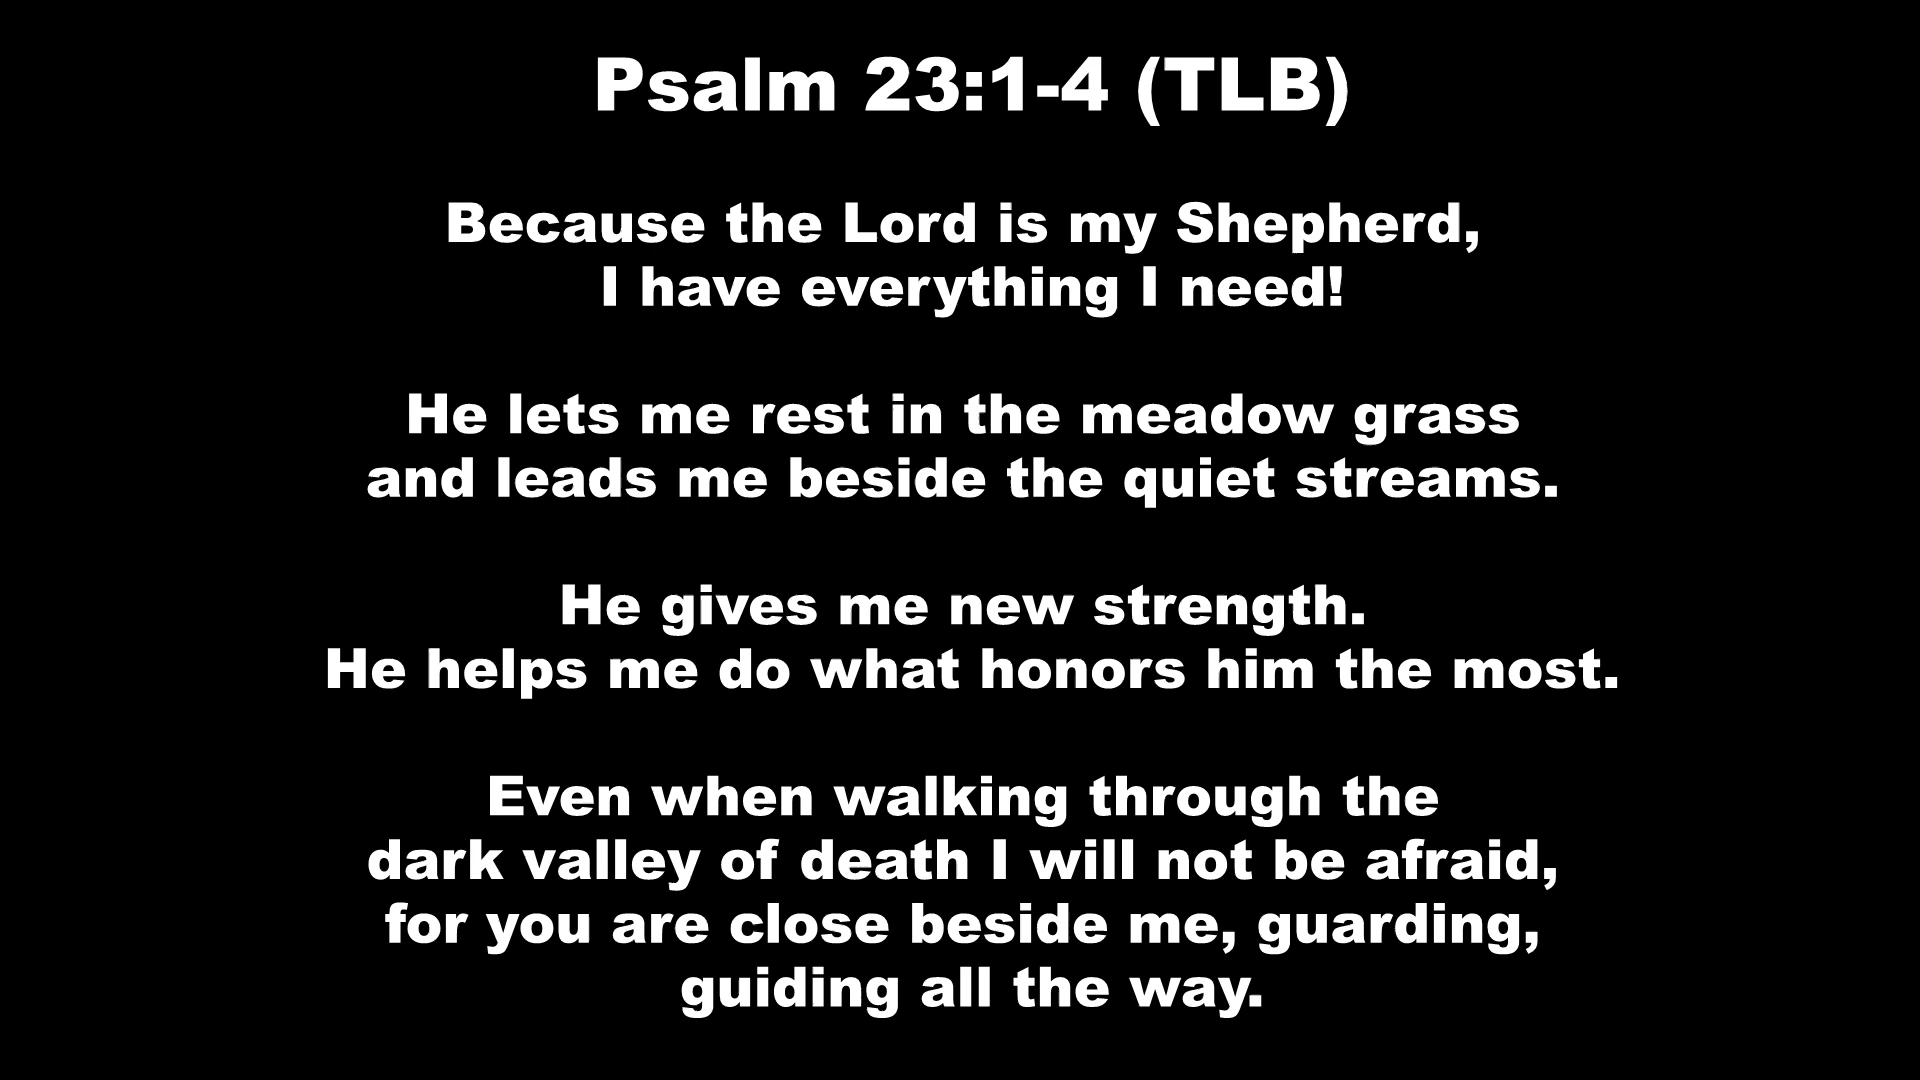 Psalm 23:1-4 (TLB)
Because the Lord is my Shepherd,
I have everything I need!
He lets me rest in the meadow grass
and leads me beside the quiet streams.
He gives me new strength.
He helps me do what honors him the most.
Even when walking through the
dark valley of death I will not be afraid,
for you are close beside me, guarding,
guiding all the way.